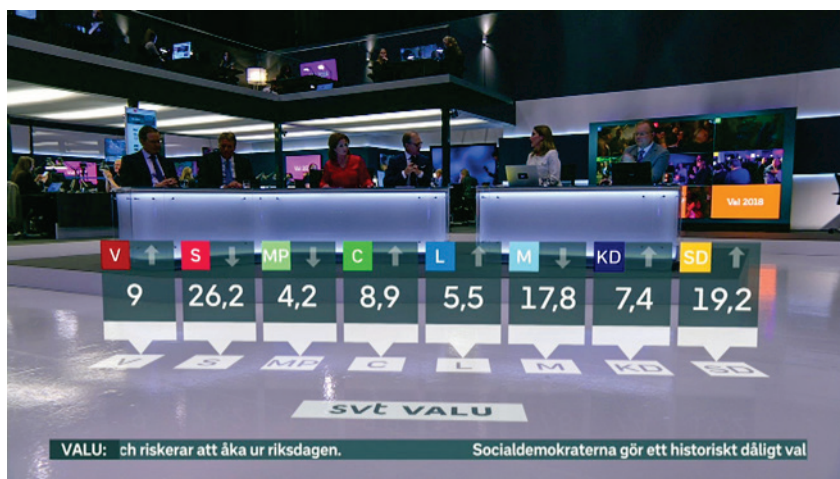 Val 2018
V S MP C L M KD SD
9 26,2 4,2 8,9 5,5 17,8 7,4 19,2
V S MP C L M KD SD
svt VALU
VALU: ch riskerar att åka ur riksdagen. Socialdemokraterna gör ett historiskt dåligt val